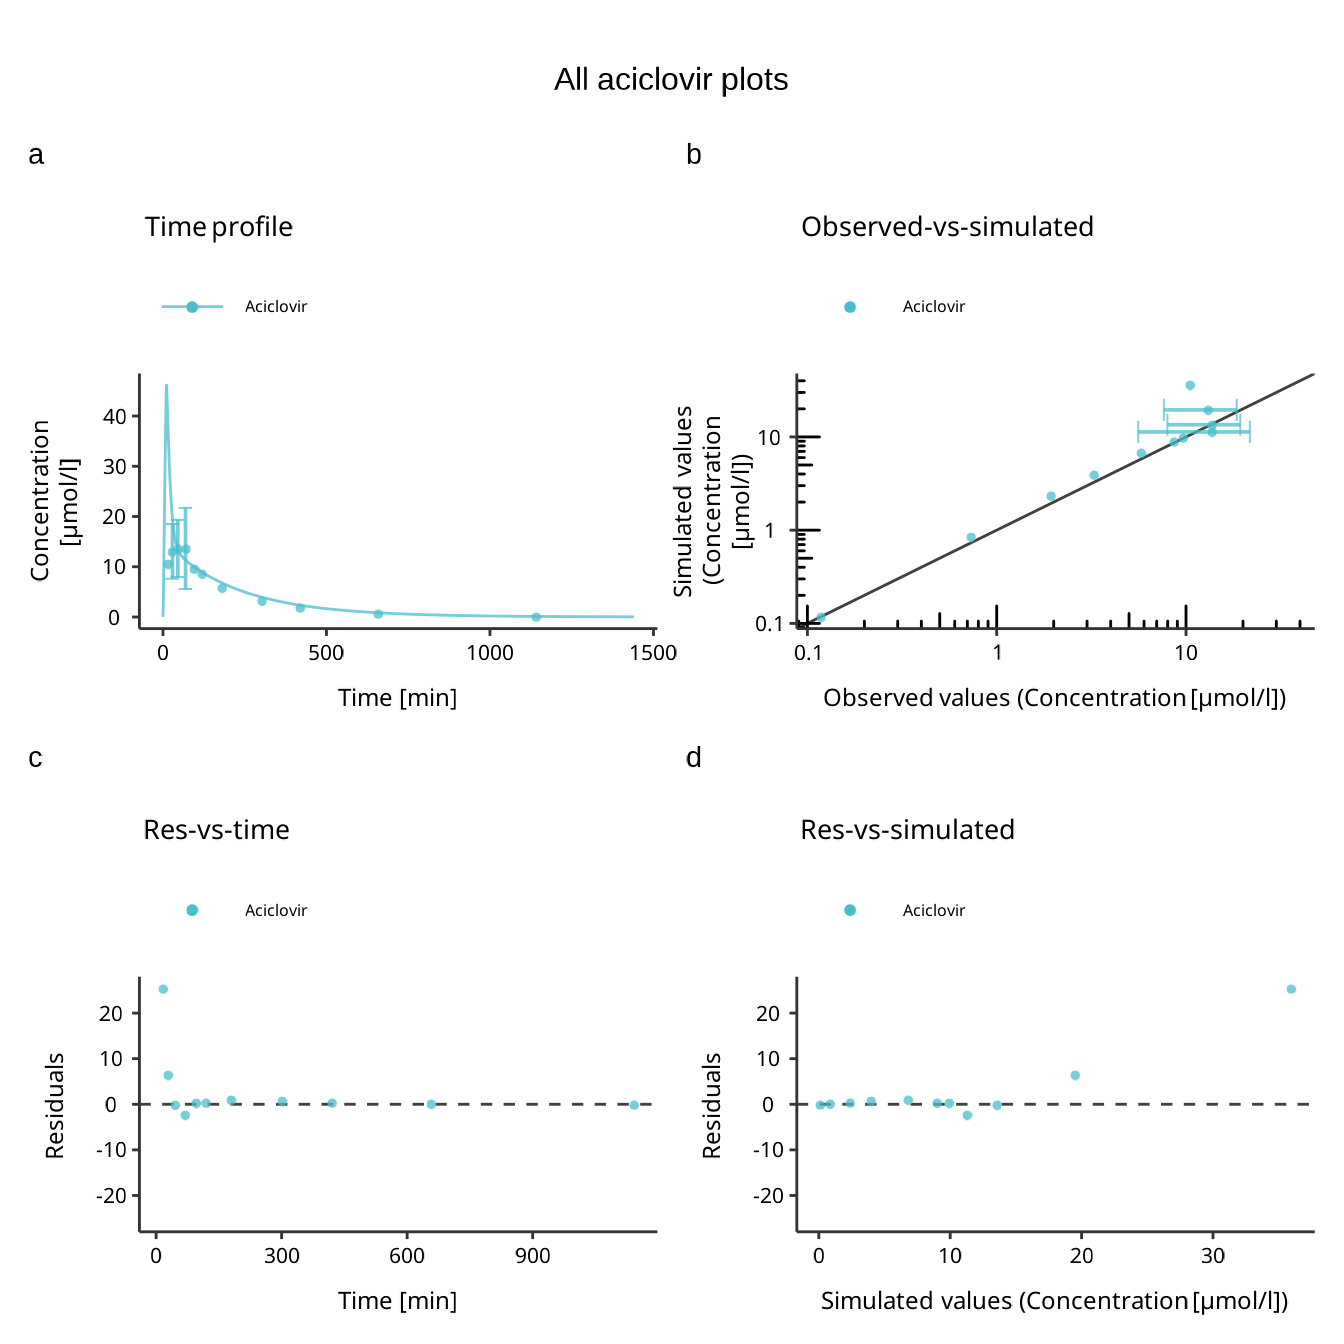 All aciclovir plots
a
Time profile
Aciclovir
Concentration
[µmol/l]
40
30
20
10
0
0 500 1000 1500
Time [min]
b
Observed-vs-simulated
Aciclovir
Simulated values
(Concentration
[µmol/l])
10
1
0.1
0.1 1 10
Observed values (Concentration [µmol/l])
c
Res-vs-time
Aciclovir
Residuals
20
10
0
-10
-20
0 300 600 900
Time [min]
d
Res-vs-simulated
Aciclovir
Residuals
20
10
0
-10
-20
0 10 20 30
Simulated values (Concentration [µmol/l])